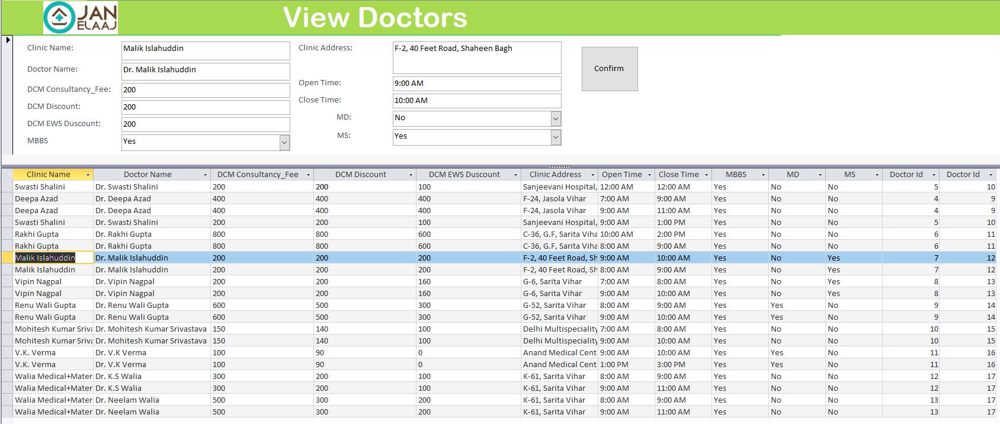 JAN
ELAAJ
View Doctors
Clinic Name: Malik Islahuddin Clinic Address: F-2, 40 Feet Road, Shaheen Bagh
Confirm
Doctor Name: Dr. Malik Islahuddin
DCM Consultancy_Fee: 200 Open Time: 9:00 AM
DCM Discount: 200 Close Time: 10:00 AM
DCM EWS Duscount: 200 MD: No
MBBS Yes MS: Yes
Clinic Name Doctor Name DCM Consultancy_Fee DCM Discount DCM EWS Duscount Clinic Address Open Time Close Time MBBS MD MS Doctor Id Doctor Id
Swasti Shalini Dr. Swasti Shalini 200 200 100 Sanjeevani Hospital, 12:00 AM 12:00 AM Yes No No 5 10
Deepa Azad Dr. Deepa Azad 400 400 400 F-24, Jasola Vihar 7:00 AM 9:00 AM Yes No No 4 9
Deepa Azad Dr. Deepa Azad 400 400 400 F-24, Jasola Vihar 9:00 AM 11:00 AM Yes No No 4 9
Swasti Shalini Dr. Swasti Shalini 200 200 100 Sanjeevani Hospital, 9:00 AM 1:00 PM Yes No No 5 10
Rakhi Gupta Dr. Rakhi Gupta 800 800 600 C-36, G.F, Sarita Viha 10:00 AM 2:00 PM Yes No No 6 11
Rakhi Gupta Dr. Rakhi Gupta 800 800 600 C-36, G.F, Sarita Viha 8:00 AM 9:00 AM Yes No No 6 11
Malik Islahuddin Dr. Malik Islahuddin 200 200 200 F-2, 40 Feet Road, Sh 9:00 AM 10:00 AM Yes No Yes 7 12
Malik Islahuddin Dr. Malik Islahuddin 200 200 200 F-2, 40 Feet Road, Sh 8:00 AM 9:00 AM Yes No Yes 7 12
Vipin Nagpal Dr. Vipin Nagpal 200 200 160 G-6, Sarita Vihar 7:00 AM 8:00 AM Yes No Yes 8 13
Vipin Nagpal Dr. Vipin Nagpal 200 200 160 G-6, Sarita Vihar 9:00 AM 10:00 AM Yes No Yes 8 13
Renu Wali Gupta Dr. Renu Wali Gupta 600 500 300 G-52, Sarita Vihar 8:00 AM 9:00 AM Yes Yes No 9 14
Renu Wali Gupta Dr. Renu Wali Gupta 600 500 300 G-52, Sarita Vihar 9:00 AM 10:00 AM Yes Yes No 9 14
Mohitesh Kumar Sriva Dr. Mohitesh Kumar Srivastava 150 140 100 Delhi Multispeciality 7:00 AM 8:00 AM Yes No No 10 15
Mohitesh Kumar Sriva Dr. Mohitesh Kumar Srivastava 150 140 100 Delhi Multispeciality 9:00 AM 10:00 AM Yes No No 10 15
V.K. Verma Dr. V.K Verma 100 90 0 Anand Medical Cent 9:00 AM 10:00 AM Yes Yes No 11 16
V.K. Verma Dr. V.K Verma 100 90 0 Anand Medical Cent 1:00 PM 3:00 PM Yes Yes No 11 16
Walia Medical+Mater Dr. K.S Walia 300 200 100 K-61, Sarita Vihar 8:00 AM 9:00 AM Yes No No 12 17
Walia Medical+Mater Dr. K.S Walia 300 200 100 K-61, Sarita Vihar 9:00 AM 11:00 AM Yes No No 12 17
Walia Medical+Mater Dr. Neelam Walia 500 300 200 K-61, Sarita Vihar 8:00 AM 9:00 AM Yes No No 13 17
Walia Medical+Mater Dr. Neelam Walia 500 300 200 K-61, Sarita Vihar 9:00 AM 11:00 AM Yes No No 13 17